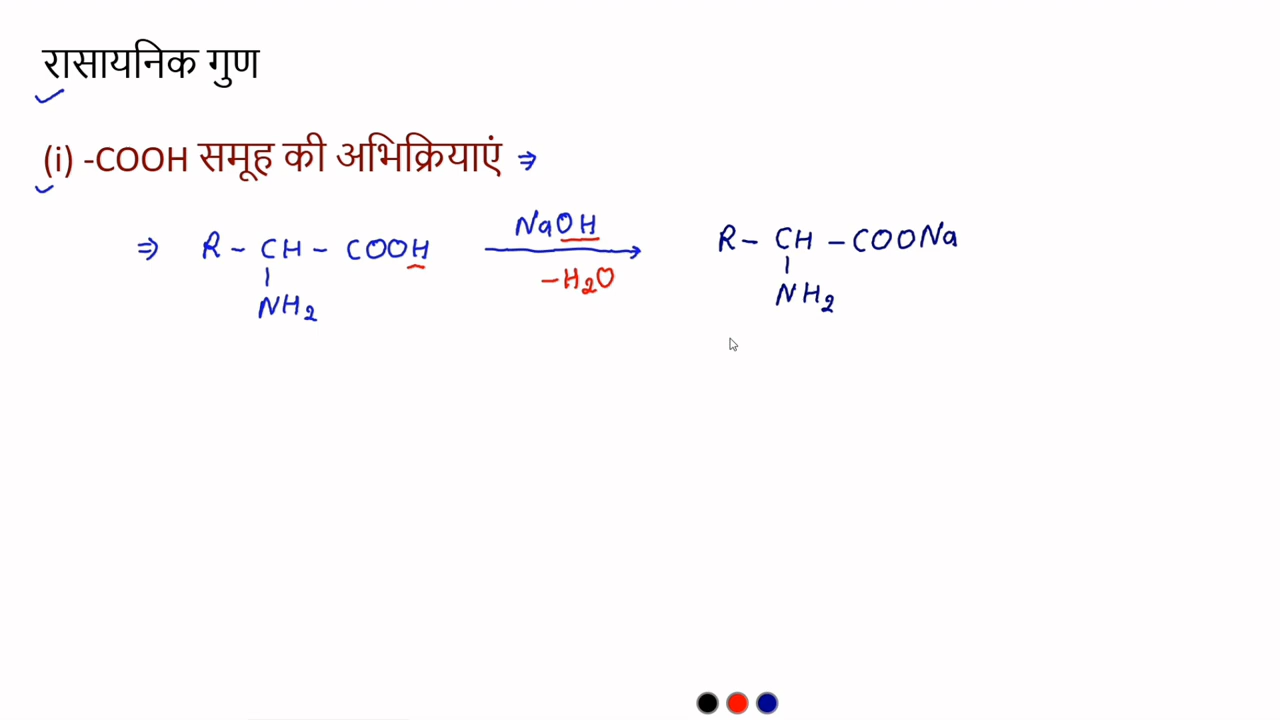 रासायनिक गुण
(i) -COOH समूह की अभिक्रियाएं ⇒
NaOH
⇒ R - CH - COOH → R - CH - COONa
-H₂O
NH₂ NH₂